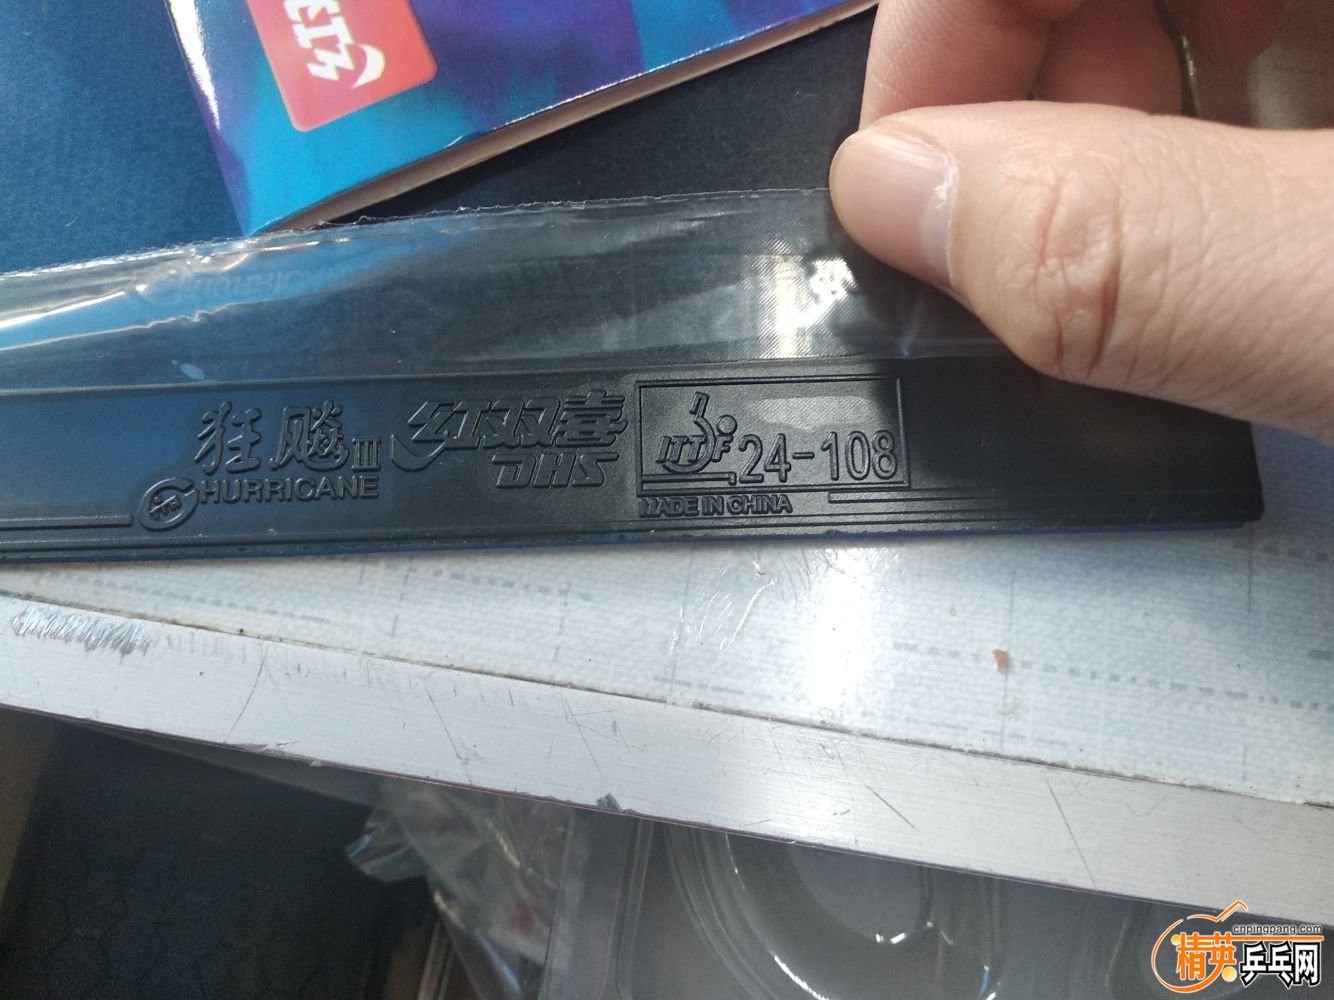 狂飚III
HURRICANE
红双喜
DHS
ITTF 24-108
MADE IN CHINA
cnpingpang.com
精英乒乓网